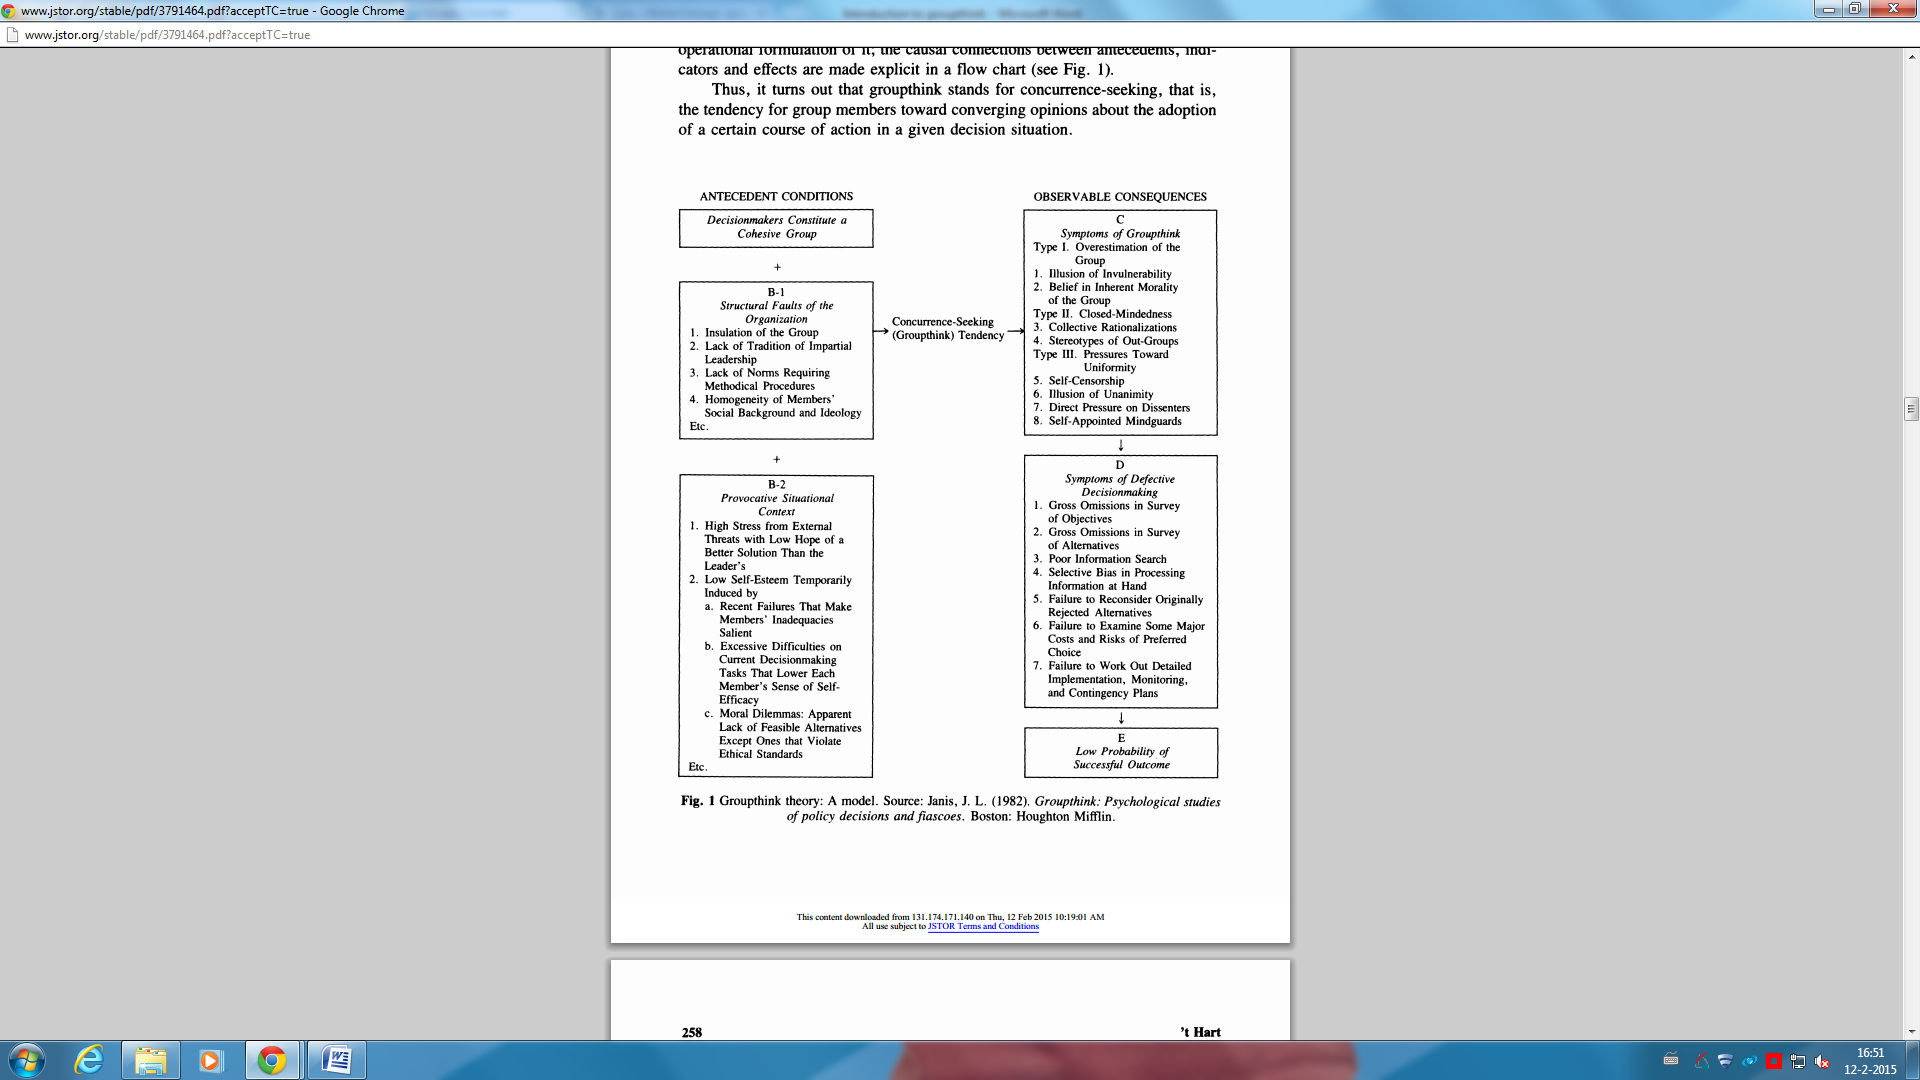 www.jstor.org/stable/pdf/3791464.pdf?acceptTC=true - Google Chrome
www.jstor.org/stable/pdf/3791464.pdf?acceptTC=true
operational formulation of it, the causal connections between antecedents, indi-
cators and effects are made explicit in a flow chart (see Fig. 1).
Thus, it turns out that groupthink stands for concurrence-seeking, that is,
the tendency for group members toward converging opinions about the adoption
of a certain course of action in a given decision situation.
ANTECEDENT CONDITIONS
Decisionmakers Constitute a
Cohesive Group
+
B-1
Structural Faults of the
Organization
1. Insulation of the Group
2. Lack of Tradition of Impartial
Leadership
3. Lack of Norms Requiring
Methodical Procedures
4. Homogeneity of Members'
Social Background and Ideology
Etc.
+
B-2
Provocative Situational
Context
1. High Stress from External
Threats with Low Hope of a
Better Solution Than the
Leader's
2. Low Self-Esteem Temporarily
Induced by
a. Recent Failures That Make
Members' Inadequacies
Salient
b. Excessive Difficulties on
Current Decisionmaking
Tasks That Lower Each
Member's Sense of Self-
Efficacy
c. Moral Dilemmas: Apparent
Lack of Feasible Alternatives
Except Ones that Violate
Ethical Standards
Etc.
Concurrence-Seeking
(Groupthink) Tendency
OBSERVABLE CONSEQUENCES
C
Symptoms of Groupthink
Type I. Overestimation of the
Group
1. Illusion of Invulnerability
2. Belief in Inherent Morality
of the Group
Type II. Closed-Mindedness
3. Collective Rationalizations
4. Stereotypes of Out-Groups
Type III. Pressures Toward
Uniformity
5. Self-Censorship
6. Illusion of Unanimity
7. Direct Pressure on Dissenters
8. Self-Appointed Mindguards
D
Symptoms of Defective
Decisionmaking
1. Gross Omissions in Survey
of Objectives
2. Gross Omissions in Survey
of Alternatives
3. Poor Information Search
4. Selective Bias in Processing
Information at Hand
5. Failure to Reconsider Originally
Rejected Alternatives
6. Failure to Examine Some Major
Costs and Risks of Preferred
Choice
7. Failure to Work Out Detailed
Implementation, Monitoring,
and Contingency Plans
E
Low Probability of
Successful Outcome
Fig. 1 Groupthink theory: A model. Source: Janis, J. L. (1982). Groupthink: Psychological studies
of policy decisions and fiascoes. Boston: Houghton Mifflin.
This content downloaded from 131.174.171.140 on Thu, 12 Feb 2015 10:19:01 AM
All use subject to JSTOR Terms and Conditions
258
't Hart
16:51
12-2-2015